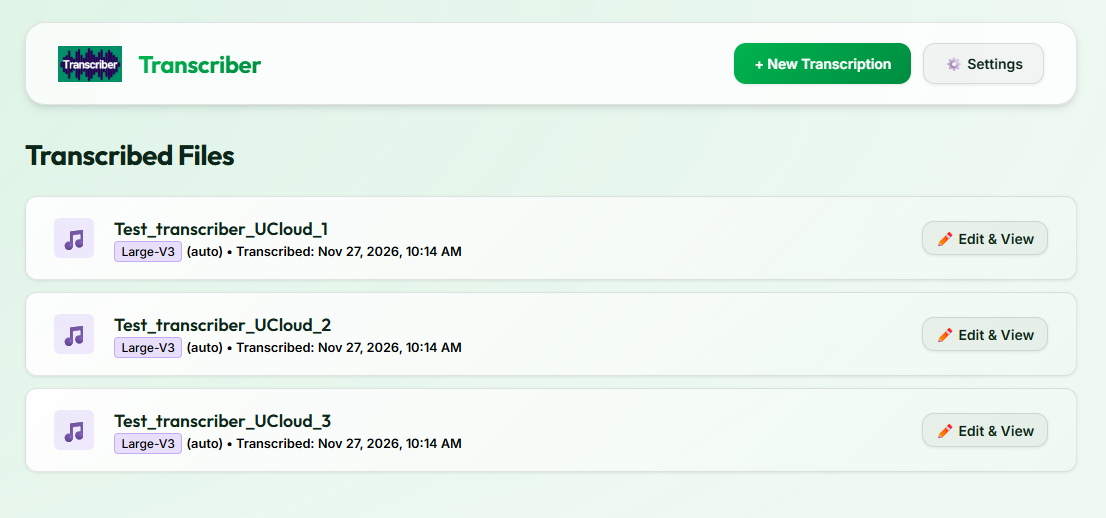 Transcriber
Transcriber
+ New Transcription
Settings
Transcribed Files
Test_transcriber_UCloud_1
Large-V3 (auto) • Transcribed: Nov 27, 2026, 10:14 AM
Edit & View
Test_transcriber_UCloud_2
Large-V3 (auto) • Transcribed: Nov 27, 2026, 10:14 AM
Edit & View
Test_transcriber_UCloud_3
Large-V3 (auto) • Transcribed: Nov 27, 2026, 10:14 AM
Edit & View